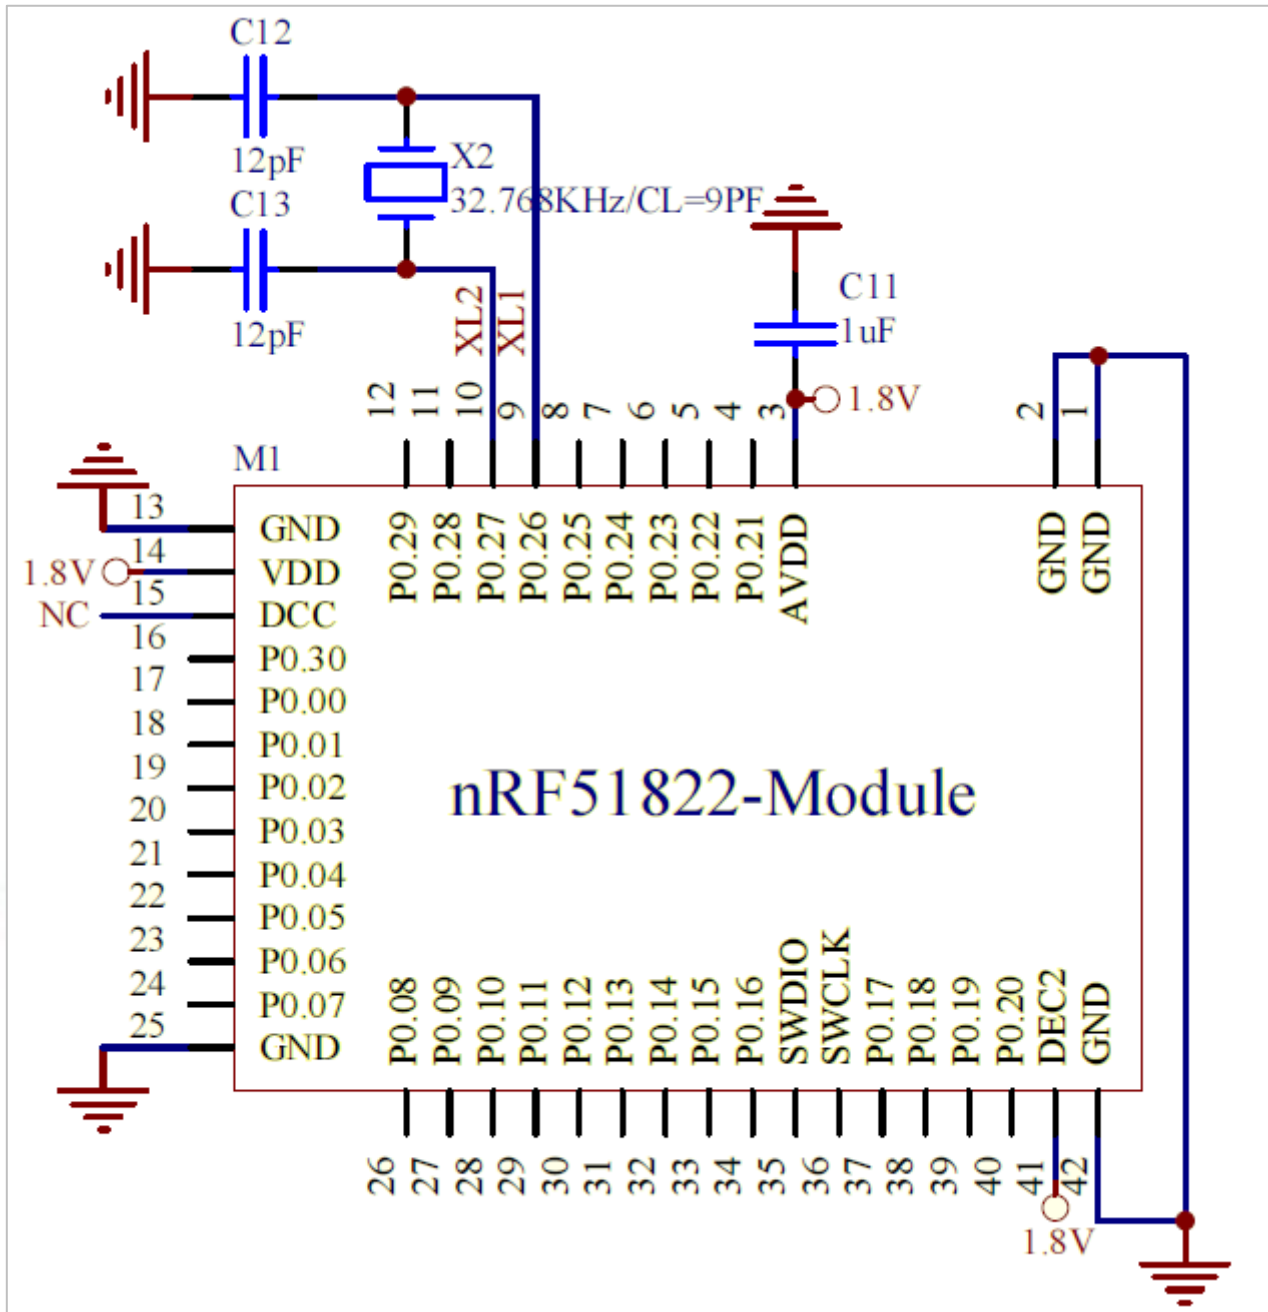 C12
12pF
X2
32.768KHz/CL=9PF
C13
12pF
XL2
XL1
C11
1uF
1.8V
12
11
10
9
8
7
6
5
4
3
2
1
M1
P0.29
P0.28
P0.27
P0.26
P0.25
P0.24
P0.23
P0.22
P0.21
AVDD
GND
GND
13
GND
14
1.8V
VDD
15
NC
DCC
16
P0.30
17
P0.00
18
P0.01
19
P0.02
20
P0.03
21
P0.04
22
P0.05
23
P0.06
24
P0.07
25
GND
nRF51822-Module
P0.08
P0.09
P0.10
P0.11
P0.12
P0.13
P0.14
P0.15
P0.16
SWDIO
SWCLK
P0.17
P0.18
P0.19
P0.20
DEC2
GND
26
27
28
29
30
31
32
33
34
35
36
37
38
39
40
41
42
1.8V